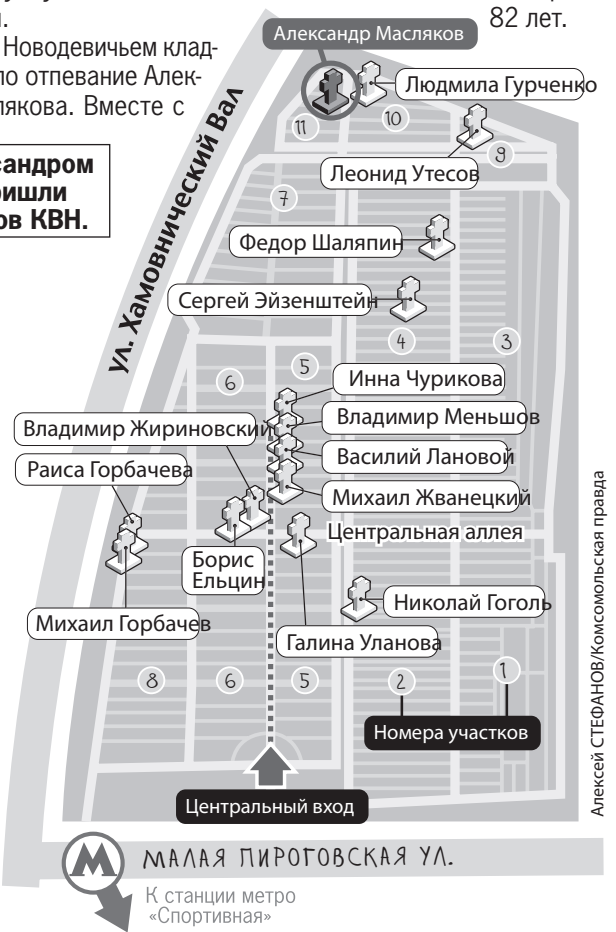 82 лет.
Новодевичьем клад-
по отпевание Алек-
лякова. Вместе с
сандром
ришли
ов КВН.
Александр Масляков
Людмила Гурченко
11
10
9
Леонид Утесов
ул. Хамовнический Вал
7
Федор Шаляпин
Сергей Эйзенштейн
4
3
5
6
Инна Чурикова
Владимир Меньшов
Владимир Жириновский
Василий Лановой
Раиса Горбачева
Михаил Жванецкий
Центральная аллея
Борис
Ельцин
Николай Гоголь
Михаил Горбачев
Галина Уланова
8
6
5
2
1
Номера участков
Центральный вход
М
МАЛАЯ ПИРОГОВСКАЯ УЛ.
К станции метро
«Спортивная»
Алексей СТЕФАНОВ/Комсомольская правда